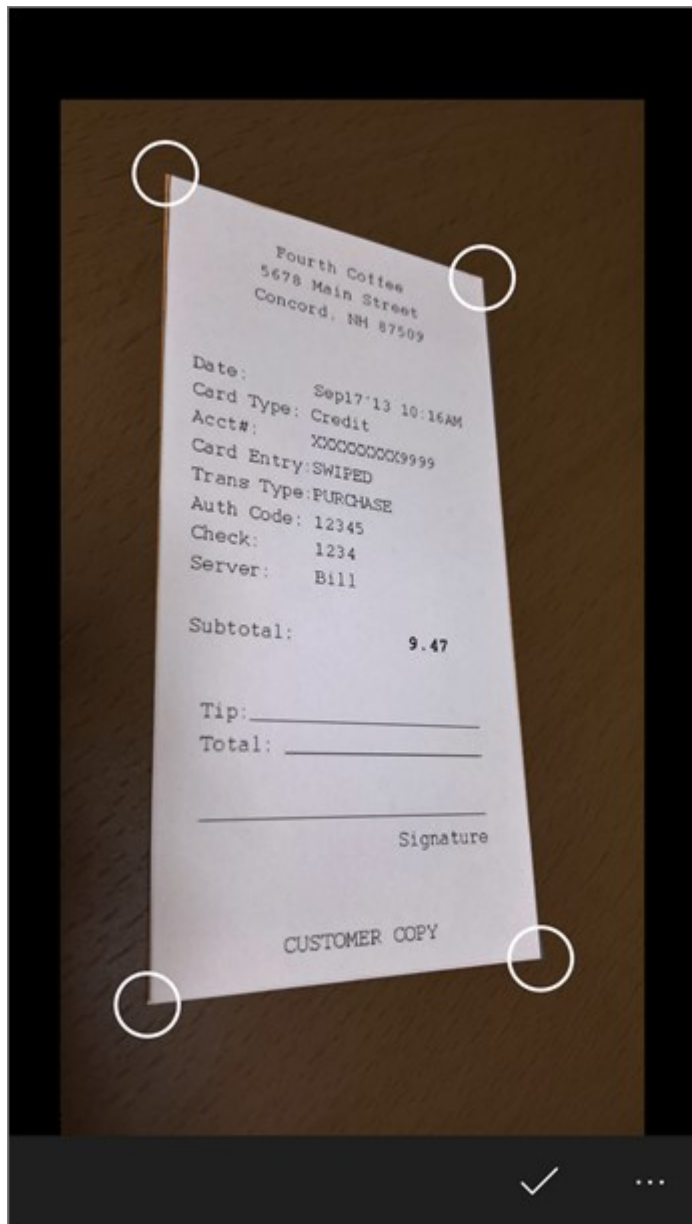 Fourth Coffee
5678 Main Street
Concord, NH 87509
Date: Sep17'13 10:16AM
Card Type: Credit
Acct#: XXXXXXXXXX9999
Card Entry:SWIPED
Trans Type:PURCHASE
Auth Code: 12345
Check: 1234
Server: Bill
Subtotal: 9.47
Tip:
Total:
Signature
CUSTOMER COPY